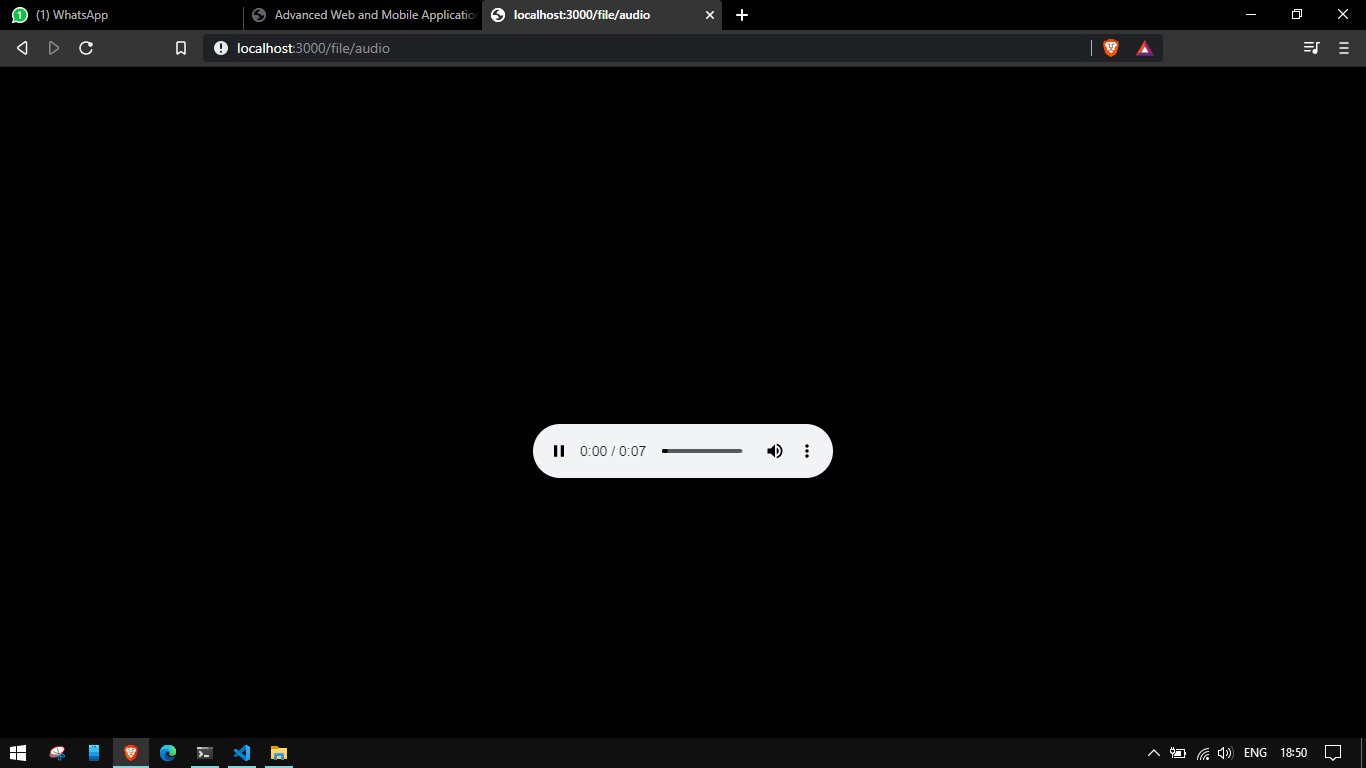 1 (1) WhatsApp
Advanced Web and Mobile Applicatio
localhost:3000/file/audio
localhost:3000/file/audio
0:00 / 0:07
ENG 18:50